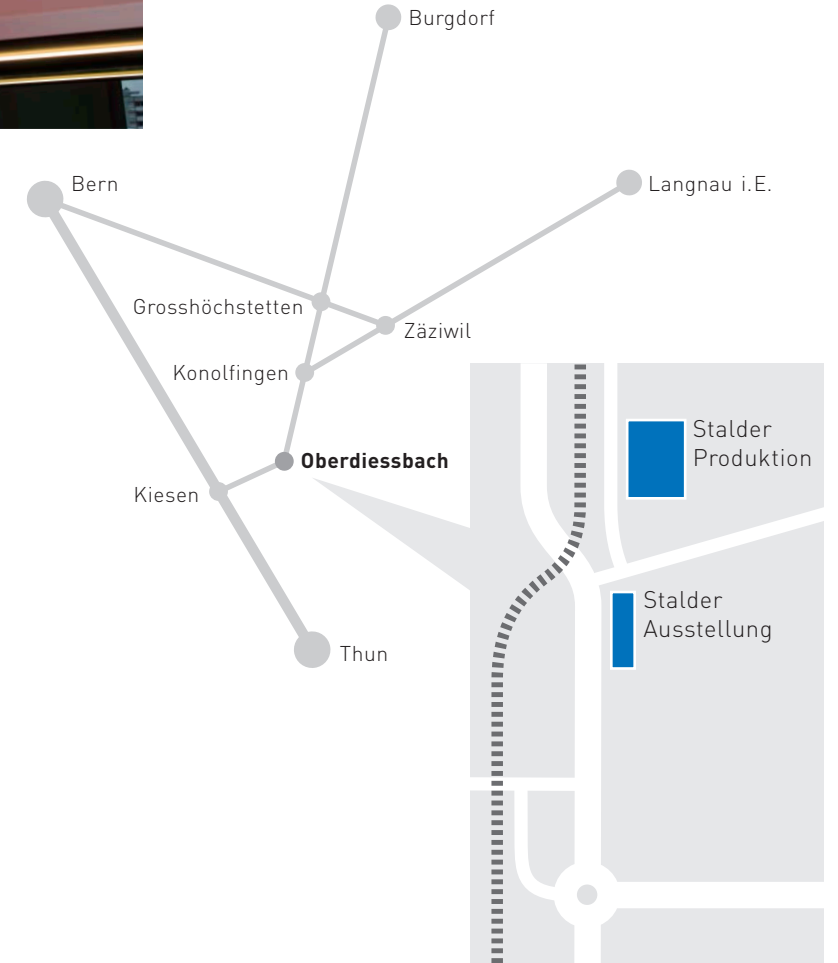 Burgdorf
Bern
Langnau i.E.
Grosshöchstetten
Zäziwil
Konolfingen
Oberdiessbach
Kiesen
Thun
Stalder
Produktion
Stalder
Ausstellung